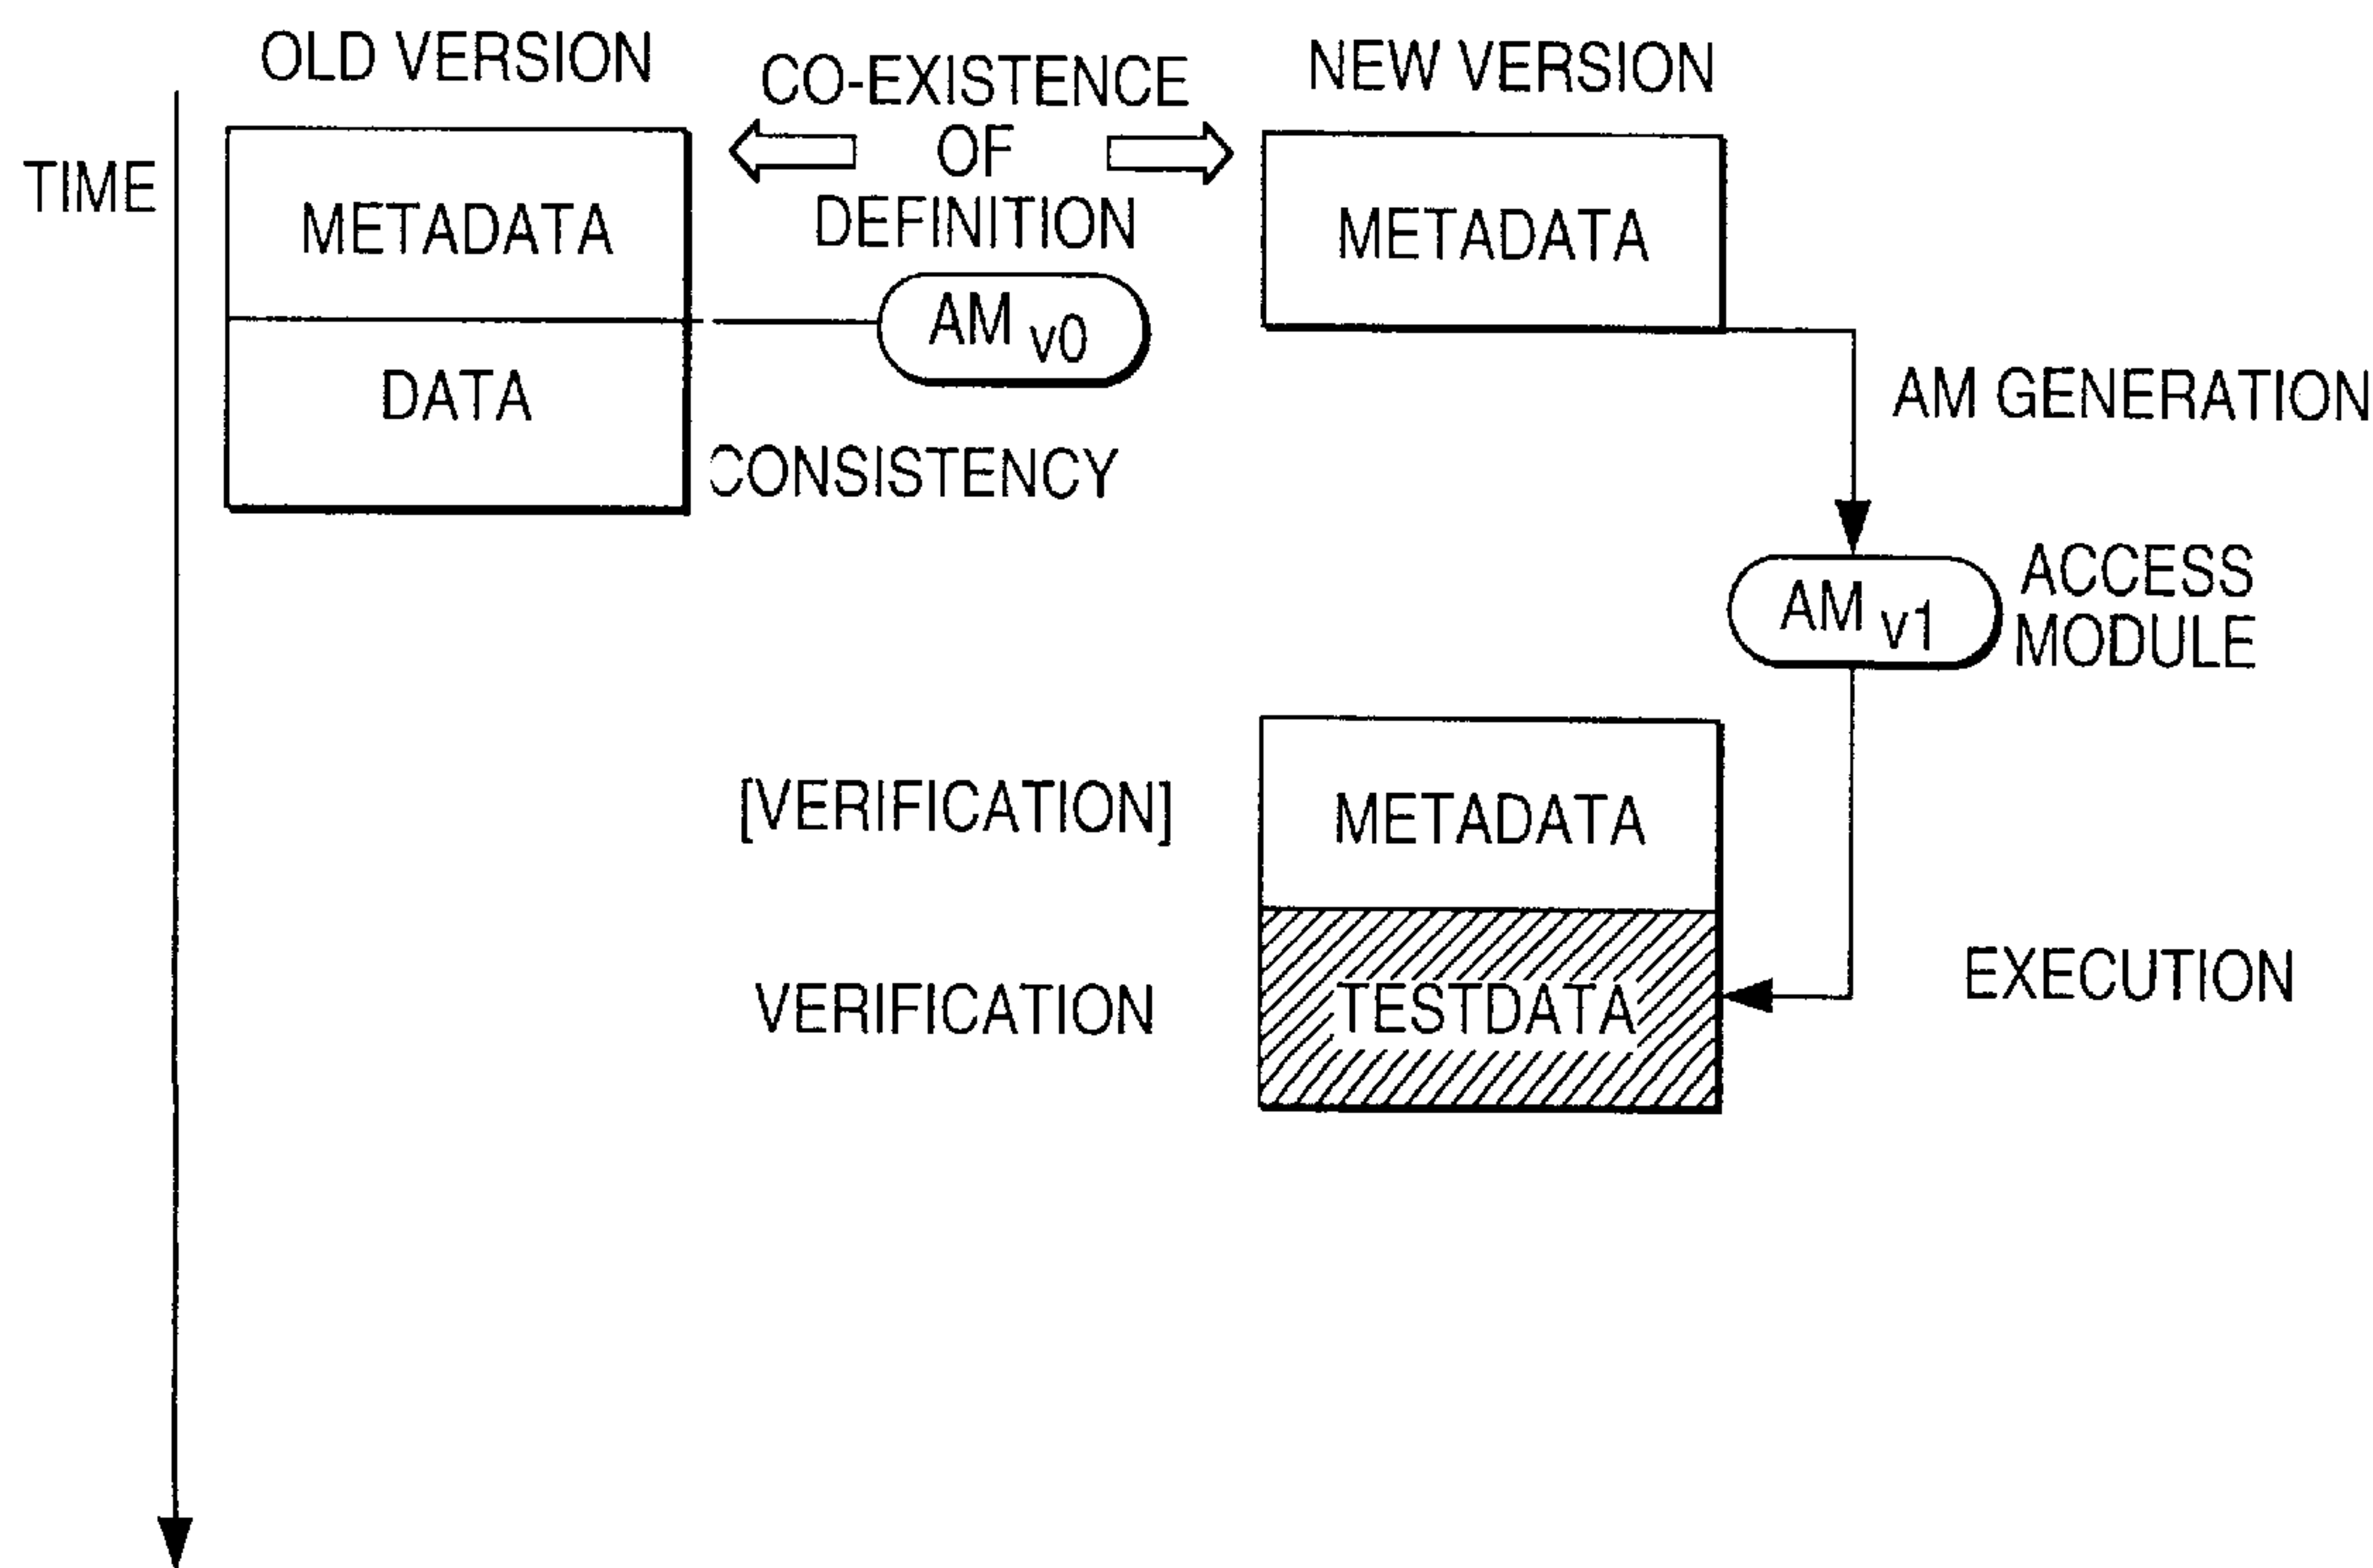 OLD VERSION
CO-EXISTENCE
OF
DEFINITION
NEW VERSION
TIME
METADATA
METADATA
AM v0
DATA
CONSISTENCY
AM GENERATION
AM v1
ACCESS
MODULE
[VERIFICATION]
METADATA
VERIFICATION
TESTDATA
EXECUTION